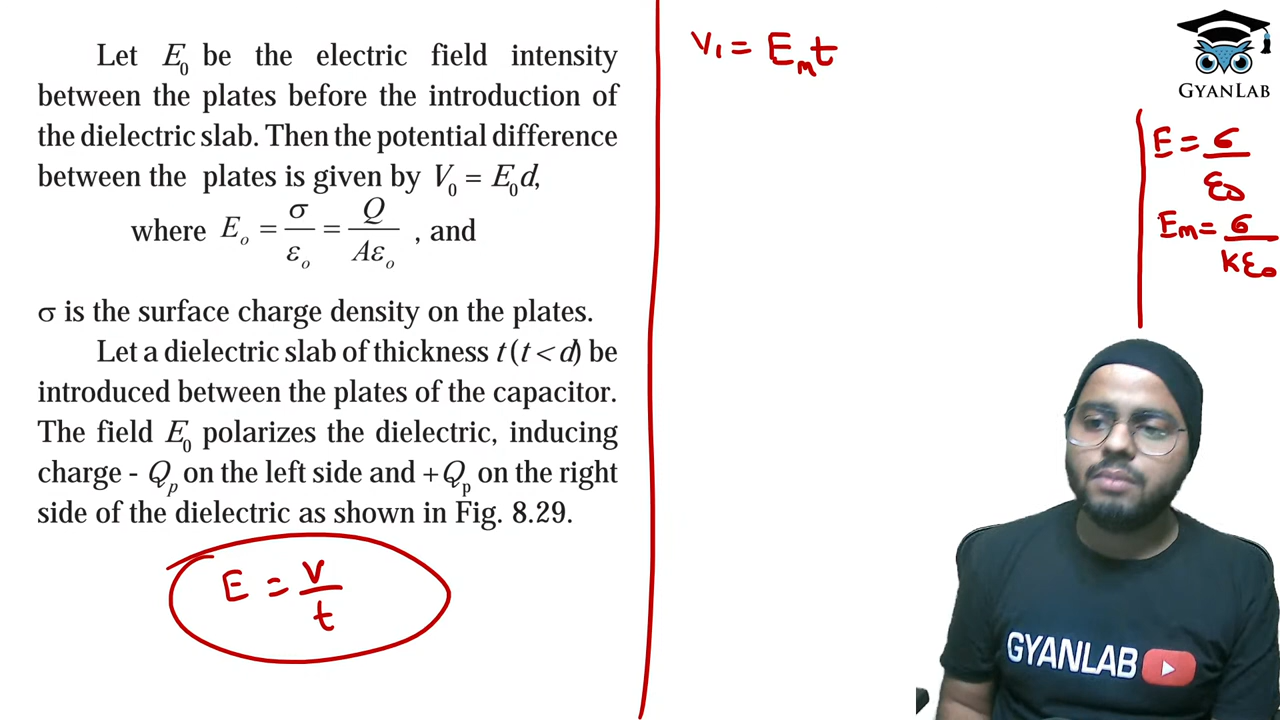 Let E₀ be the electric field intensity
between the plates before the introduction of
the dielectric slab. Then the potential difference
between the plates is given by V₀ = E₀d,
where Eₒ = σ/εₒ = Q/Aεₒ , and
σ is the surface charge density on the plates.
Let a dielectric slab of thickness t (t < d) be
introduced between the plates of the capacitor.
The field E₀ polarizes the dielectric, inducing
charge - Qₚ on the left side and +Qₚ on the right
side of the dielectric as shown in Fig. 8.29.
E = v/t
V₁ = Eₘt
GYANLAB
E = σ/ε₀
Eₘ = σ/kε₀
GYANLAB